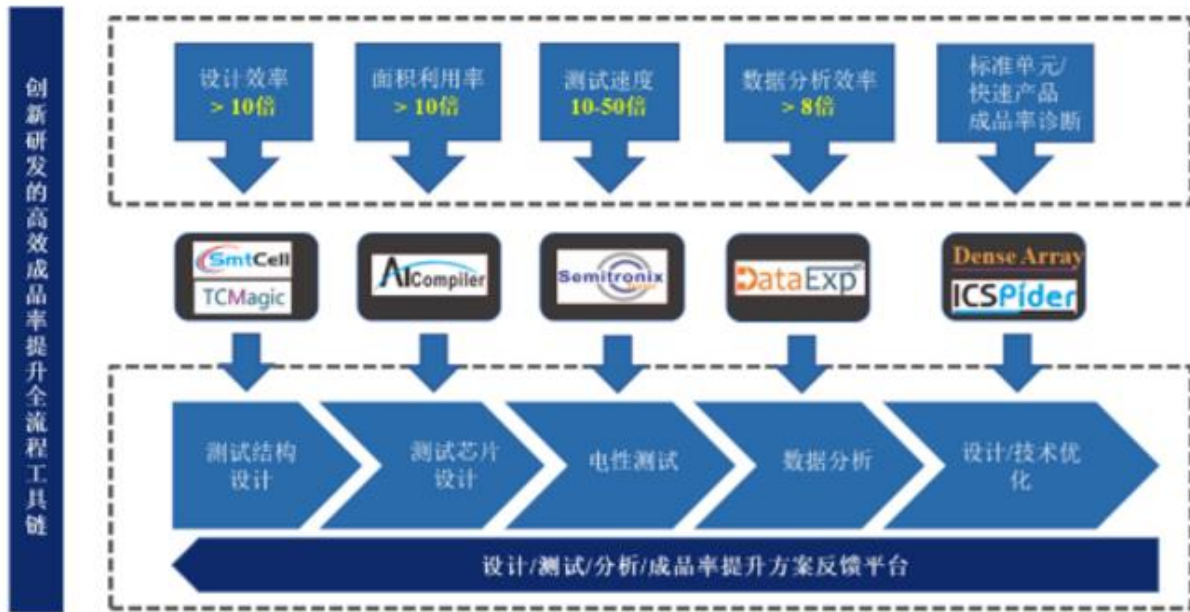 创新研发的高效成品率提升全流程工具链
设计效率
> 10倍
面积利用率
> 10倍
测试速度
10-50倍
数据分析效率
> 8倍
标准单元/
快速产品
成品率诊断
SmtCell
TCMagic
AICompiler
Semitronix
DataExp
Dense Array
ICSPider
测试结构
设计
测试芯片
设计
电性测试
数据分析
设计/技术优
化
设计/测试/分析/成品率提升方案反馈平台